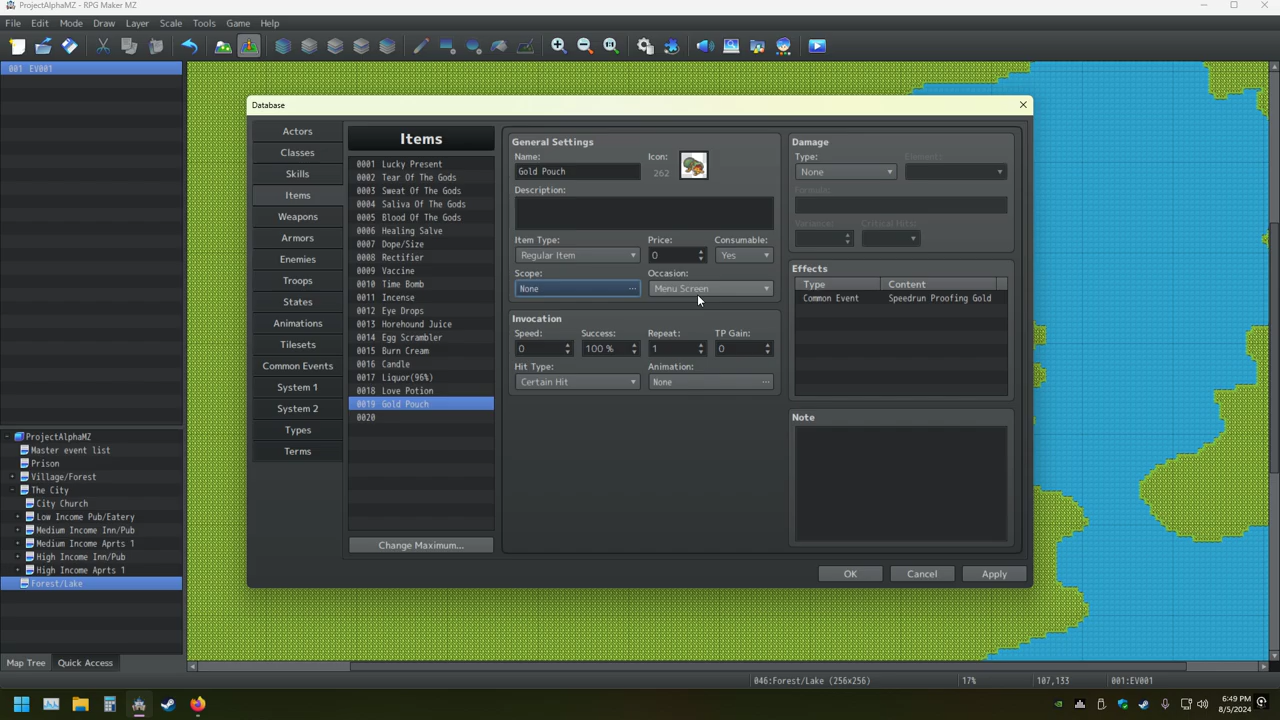 ProjectAlphaMZ - RPG Maker MZ
File Edit Mode Draw Layer Scale Tools Game Help
001 EV001
Database
Actors
Classes
Skills
Items
Weapons
Armors
Enemies
Troops
States
Animations
Tilesets
Common Events
System 1
System 2
Types
Terms
Items
0001 Lucky Present
0002 Tear Of The Gods
0003 Sweat Of The Gods
0004 Saliva Of The Gods
0005 Blood Of The Gods
0006 Healing Salve
0007 Dope/Size
0008 Rectifier
0009 Vaccine
0010 Time Bomb
0011 Incense
0012 Eye Drops
0013 Horehound Juice
0014 Egg Scrambler
0015 Burn Cream
0016 Candle
0017 Liquor(96%)
0018 Love Potion
0019 Gold Pouch
0020
Change Maximum...
General Settings
Name: Icon:
Gold Pouch 262
Description:
Item Type: Price: Consumable:
Regular Item 0 Yes
Scope: Occasion:
None ... Menu Screen
Invocation
Speed: Success: Repeat: TP Gain:
0 100 % 1 0
Hit Type: Animation:
Certain Hit None ...
Damage
Type: Element:
None
Formula:
Variance: Critical Hits:
Effects
Type Content
Common Event Speedrun Proofing Gold
Note
OK Cancel Apply
ProjectAlphaMZ
Master event list
Prison
Village/Forest
The City
City Church
Low Income Pub/Eatery
Medium Income Inn/Pub
Medium Income Aprts 1
High Income Inn/Pub
High Income Aprts 1
Forest/Lake
Map Tree Quick Access
046:Forest/Lake (256x256) 17% 107,133 001:EV001
6:49 PM
8/5/2024